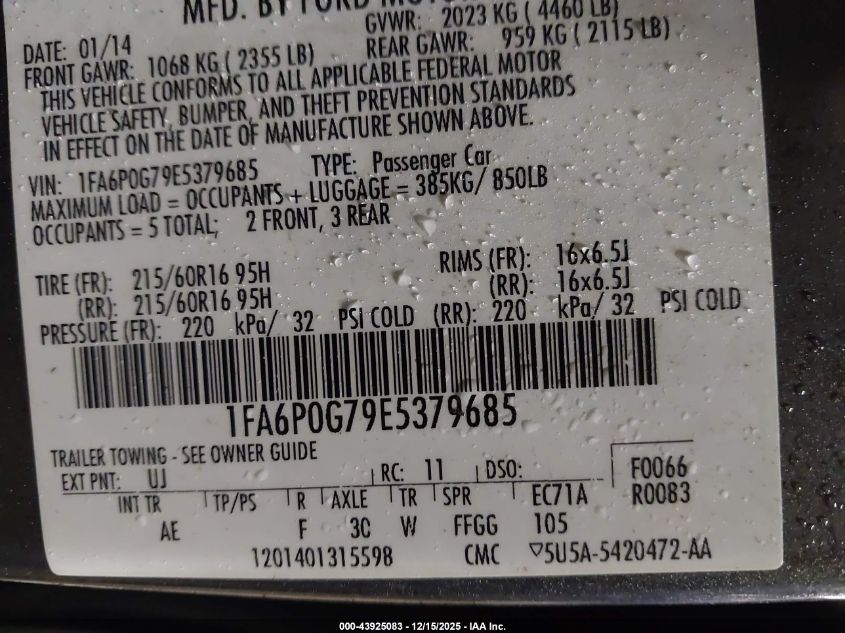 MFD. BY FORD MOTOR
DATE: 01/14 GVWR: 2023 KG ( 4460 LB)
FRONT GAWR: 1068 KG ( 2355 LB) REAR GAWR: 959 KG ( 2115 LB)
THIS VEHICLE CONFORMS TO ALL APPLICABLE FEDERAL MOTOR
VEHICLE SAFETY, BUMPER, AND THEFT PREVENTION STANDARDS
IN EFFECT ON THE DATE OF MANUFACTURE SHOWN ABOVE.
VIN: 1FA6P0G79E5379685 TYPE: Passenger Car
MAXIMUM LOAD = OCCUPANTS + LUGGAGE = 385KG/ 850LB
OCCUPANTS = 5 TOTAL; 2 FRONT, 3 REAR
TIRE (FR): 215/60R16 95H RIMS (FR): 16x6.5J
(RR): 215/60R16 95H (RR): 16x6.5J
PRESSURE (FR): 220 kPa/ 32 PSI COLD (RR): 220 kPa/ 32 PSI COLD
1FA6P0G79E5379685
TRAILER TOWING - SEE OWNER GUIDE
EXT PNT: UJ RC: 11 DSO: F0066
INT TR TP/PS R AXLE TR SPR EC71A R0083
AE F 3C W FFGG 105
1201401315598 CMC ▽5U5A-5420472-AA
000-43925083 - 12/15/2025 - IAA Inc.